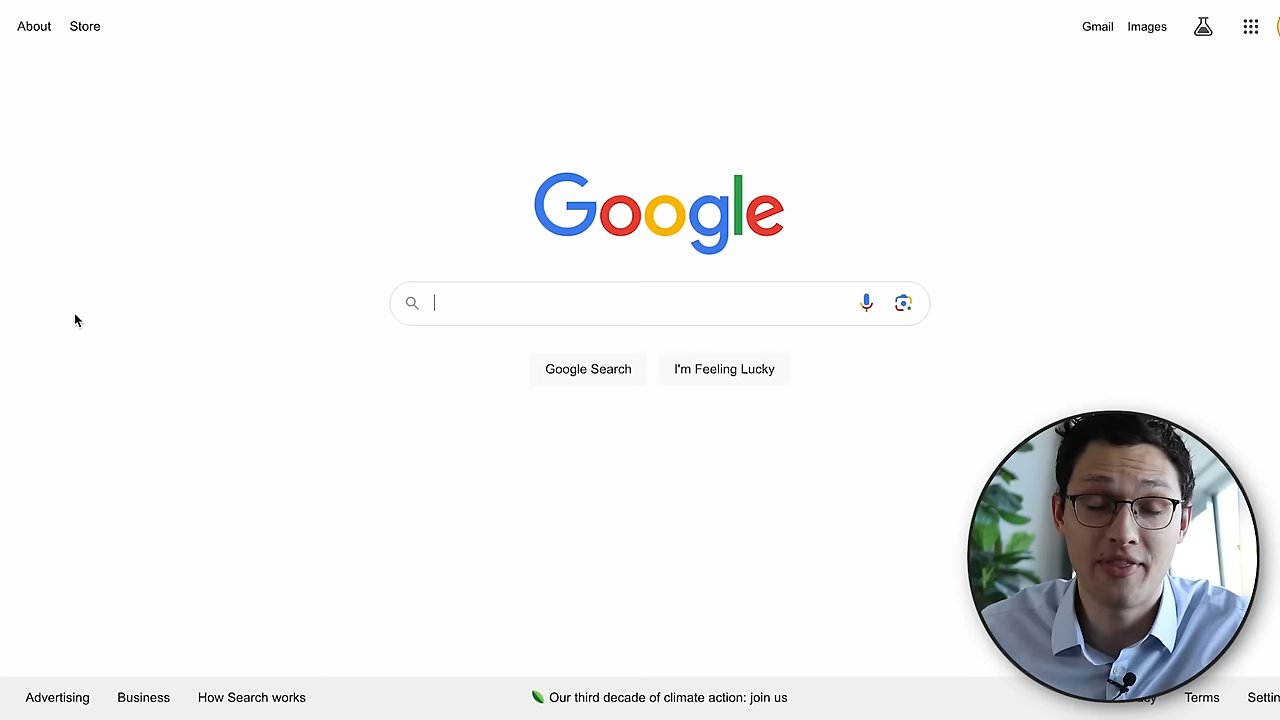 About Store
Gmail Images
Google
Google Search I'm Feeling Lucky
Advertising Business How Search works
Our third decade of climate action: join us
Terms